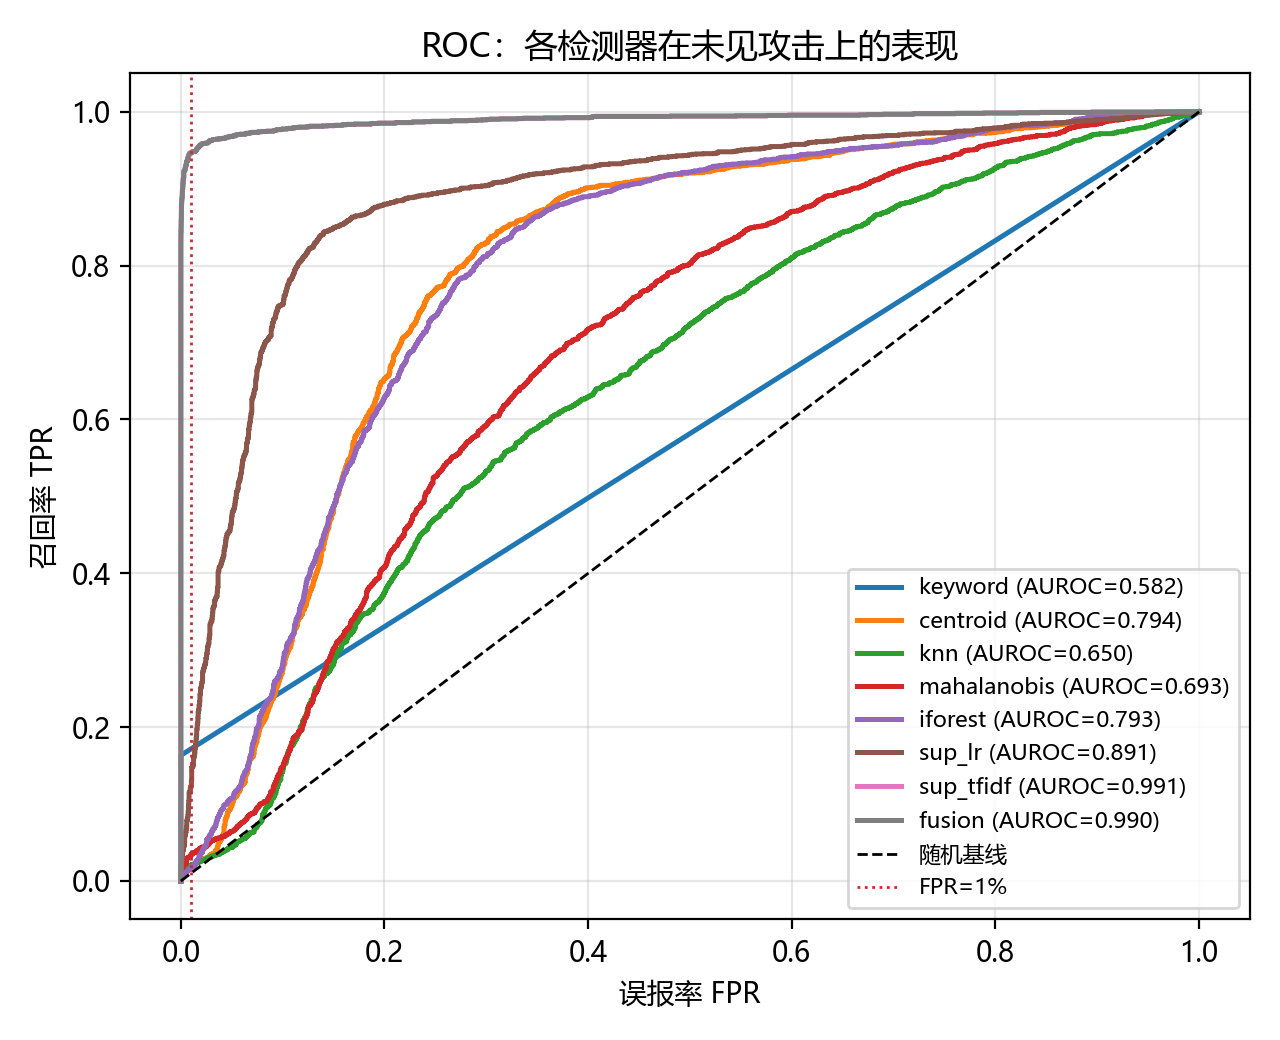 ROC：各检测器在未见攻击上的表现
1.0
0.8
0.6
0.4
0.2
0.0
召回率 TPR
0.0 0.2 0.4 0.6 0.8 1.0
误报率 FPR
keyword (AUROC=0.582)
centroid (AUROC=0.794)
knn (AUROC=0.650)
mahalanobis (AUROC=0.693)
iforest (AUROC=0.793)
sup_lr (AUROC=0.891)
sup_tfidf (AUROC=0.991)
fusion (AUROC=0.990)
随机基线
FPR=1%